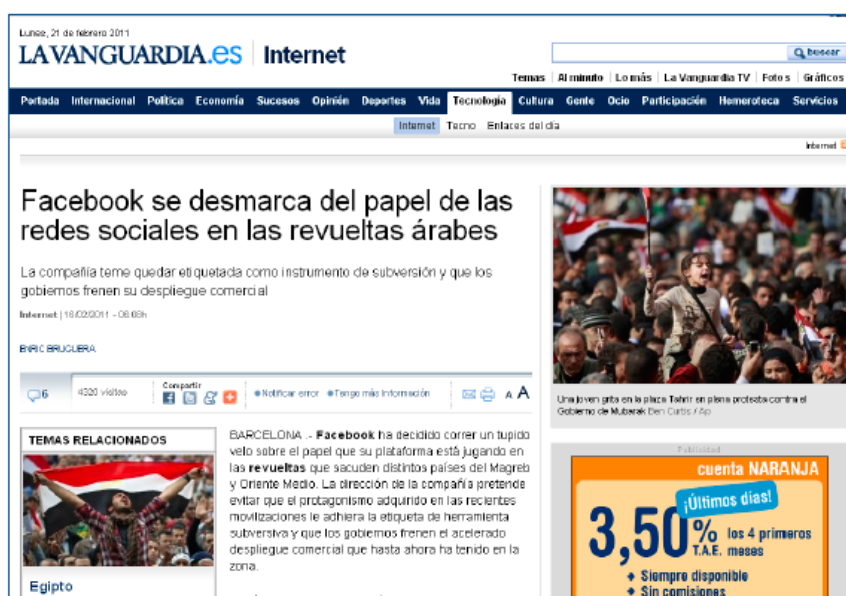 Lunes, 21 de febrero 2011
LAVANGUARDIA.es Internet
buscar
Temas Al minuto Lo más La Vanguardia TV Fotos Gráficos
Portada Internacional Política Economía Sucesos Opinión Deportes Vida Tecnología Cultura Gente Ocio Participación Hemeroteca Servicios
Internet Tecno Enlaces del día
Internet
Facebook se desmarca del papel de las
redes sociales en las revueltas árabes
La compañía teme quedar etiquetada como instrumento de subversión y que los
gobiernos frenen su despliegue comercial
Internet | 16/02/2011 - 06:08h
ENRIC BRUGUERA
6
4320 visitas
Compartir
Notificar error Tengo más información
A A
TEMAS RELACIONADOS
Egipto
BARCELONA .- Facebook ha decidido correr un tupido
velo sobre el papel que su plataforma está jugando en
las revueltas que sacuden distintos países del Magreb
y Oriente Medio. La dirección de la compañía pretende
evitar que el protagonismo adquirido en las recientes
movilizaciones le adhiera la etiqueta de herramienta
subversiva y que los gobiernos frenen el acelerado
despliegue comercial que hasta ahora ha tenido en la
zona.
Una joven grita en la plaza Tahrir en plena protesta contra el
Gobierno de Mubarak Ben Curtis / Ap
Publicidad
cuenta NARANJA
¡Últimos días!
3,50% T.A.E. los 4 primeros
meses
Siempre disponible
Sin comisiones